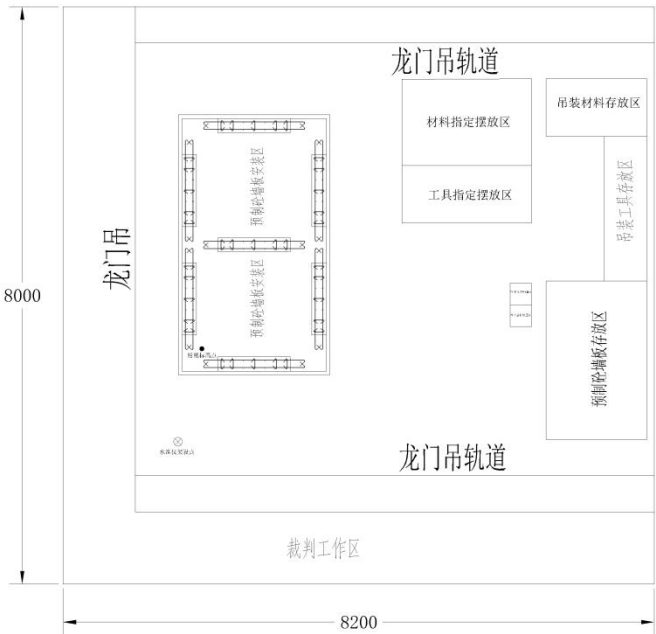 龙门吊轨道
吊装材料存放区
材料指定摆放区
工具指定摆放区
吊装工具存放区
预制砼墙板安装区
龙门吊
8000
预制砼墙板安装区
预制砼墙板存放区
龙门吊轨道
裁判工作区
8200